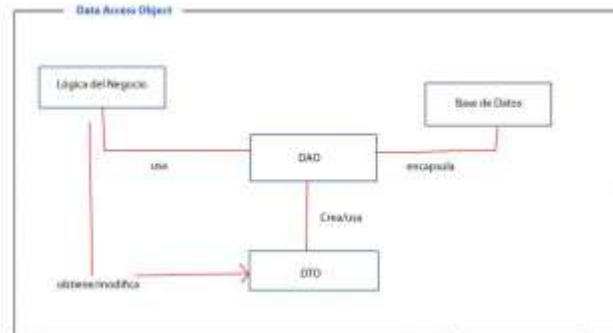 Data Access Object
Lógica del Negocio
Base de Datos
usa
DAO
encapsula
Crea/usa
DTO
obtiene/modifica